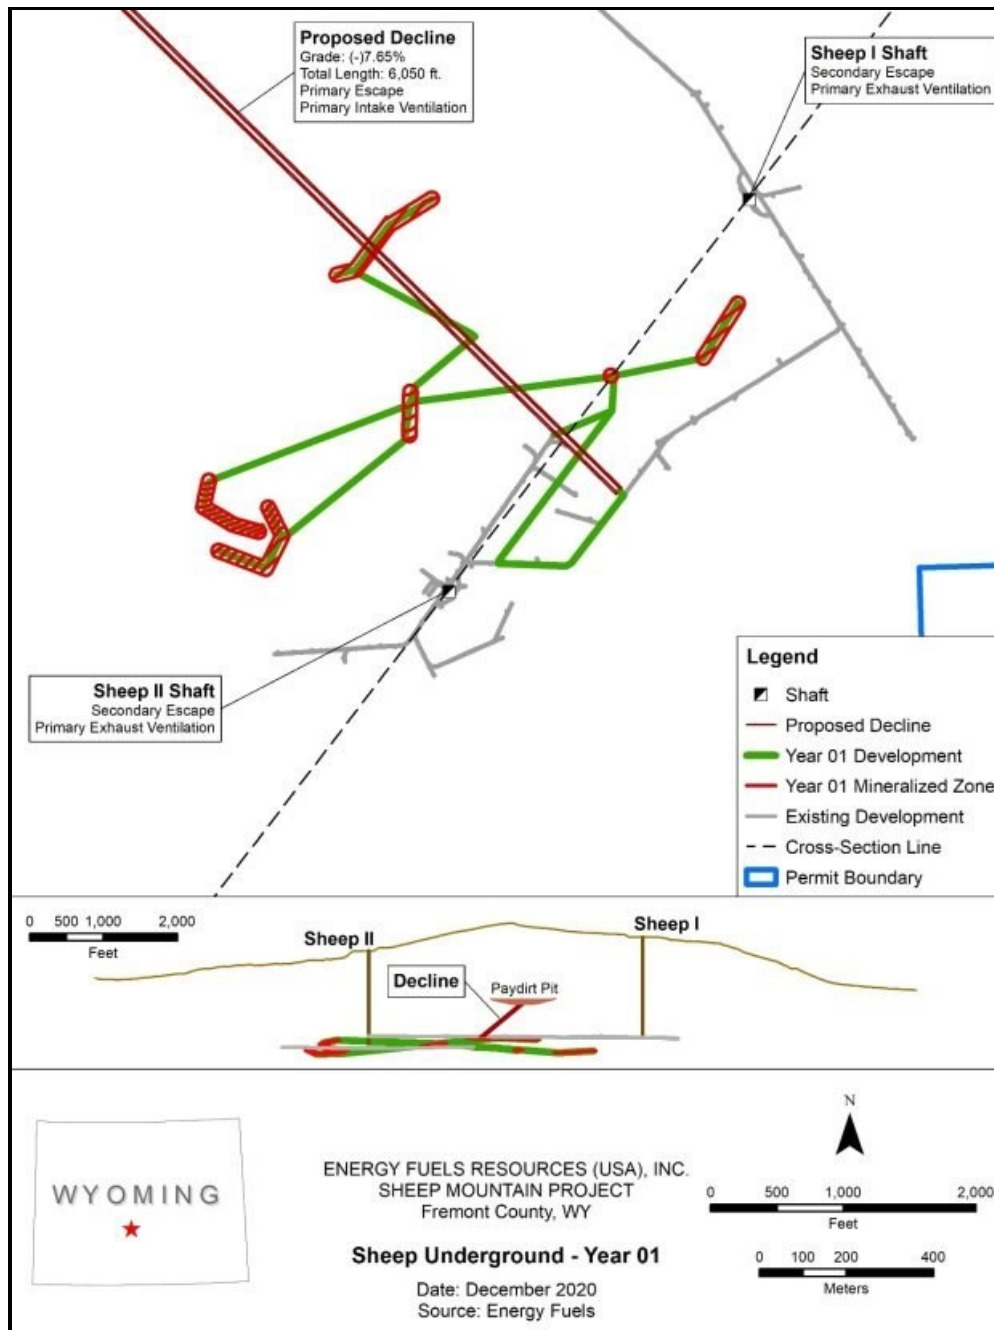 Proposed Decline
Grade: (-)7.65%
Total Length: 6,050 ft.
Primary Escape
Primary Intake Ventilation
Sheep I Shaft
Secondary Escape
Primary Exhaust Ventilation
Sheep II Shaft
Secondary Escape
Primary Exhaust Ventilation
Legend
Shaft
Proposed Decline
Year 01 Development
Year 01 Mineralized Zone
Existing Development
Cross-Section Line
Permit Boundary
0 500 1,000 2,000
Feet
Sheep II
Sheep I
Decline
Paydirt Pit
WYOMING
ENERGY FUELS RESOURCES (USA), INC.
SHEEP MOUNTAIN PROJECT
Fremont County, WY
Sheep Underground - Year 01
Date: December 2020
Source: Energy Fuels
N
0 500 1,000 2,000
Feet
0 100 200 400
Meters